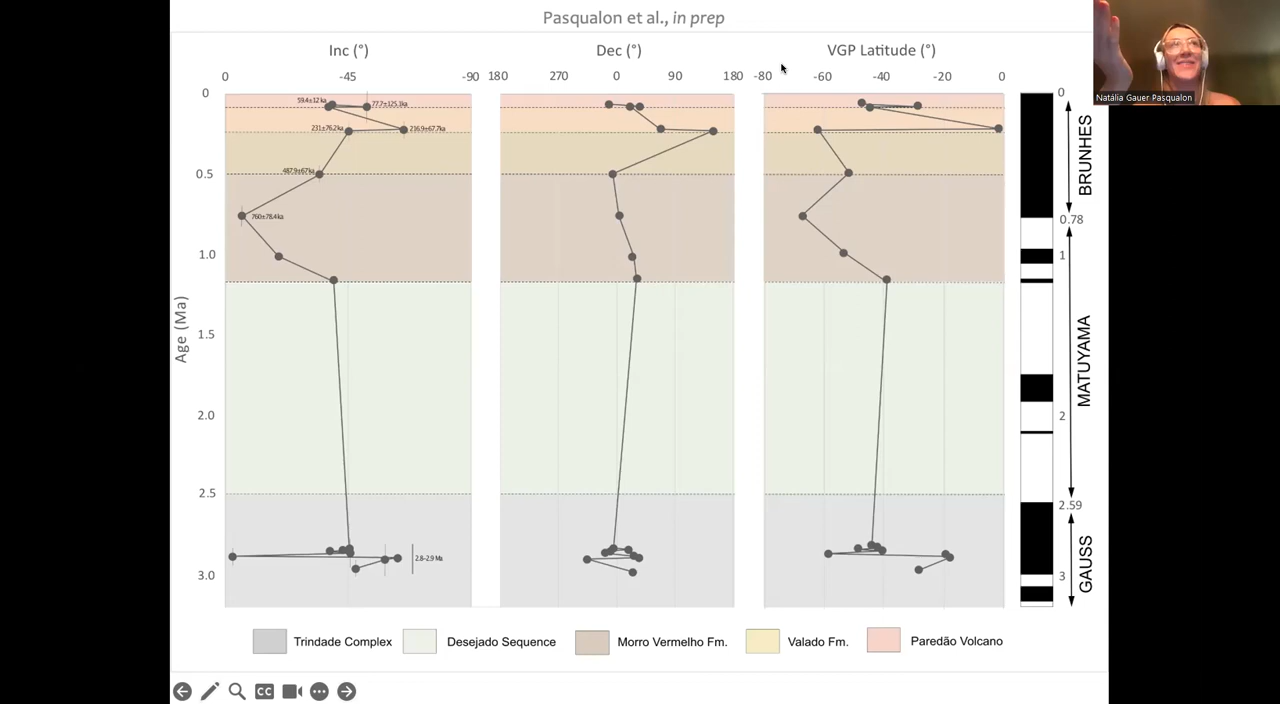 Pasqualon et al., in prep
Inc (°) Dec (°) VGP Latitude (°)
0 -45 -90 180 270 0 90 180 -80 -60 -40 -20 0
Natália Gauer Pasqualon
0
0.5
1.0
1.5
2.0
2.5
3.0
Age (Ma)
59.4±12 ka
77.7±125.1ka
231±76.2ka
216.9±67.7ka
487.9±67ka
760±78.4ka
2.8-2.9 Ma
0
0.78
1
2
2.59
3
BRUNHES
MATUYAMA
GAUSS
Trindade Complex Desejado Sequence Morro Vermelho Fm. Valado Fm. Paredão Volcano
CC